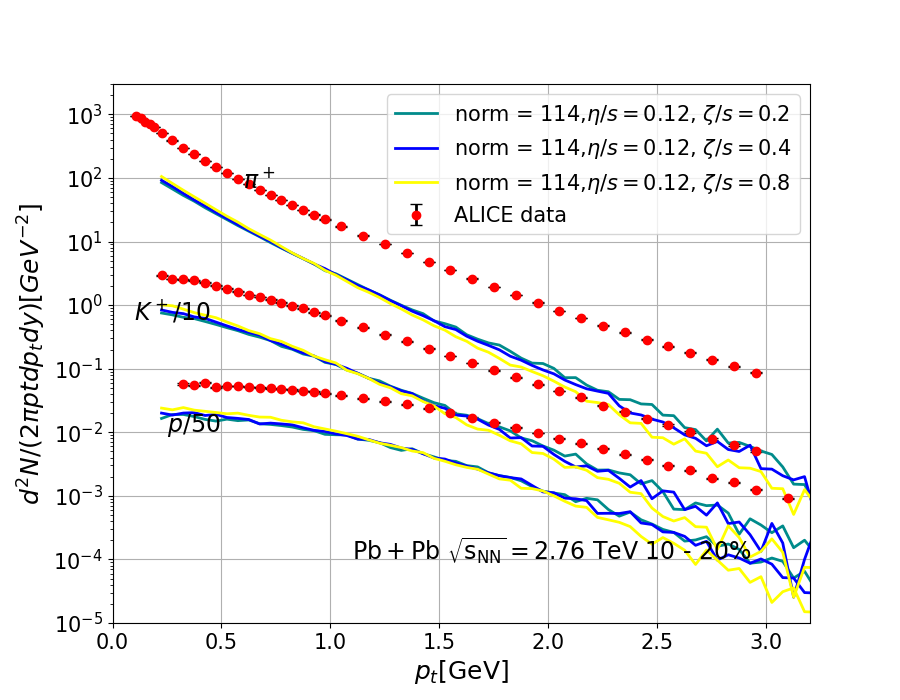 norm = 114,η/s = 0.12, ζ/s = 0.2
norm = 114,η/s = 0.12, ζ/s = 0.4
norm = 114,η/s = 0.12, ζ/s = 0.8
ALICE data
π⁺
K⁺/10
p/50
Pb + Pb √s_NN = 2.76 TeV 10 - 20%
d²N/(2πptdp_tdy)[GeV⁻²]
10³
10²
10¹
10⁰
10⁻¹
10⁻²
10⁻³
10⁻⁴
10⁻⁵
0.0 0.5 1.0 1.5 2.0 2.5 3.0
p_t[GeV]